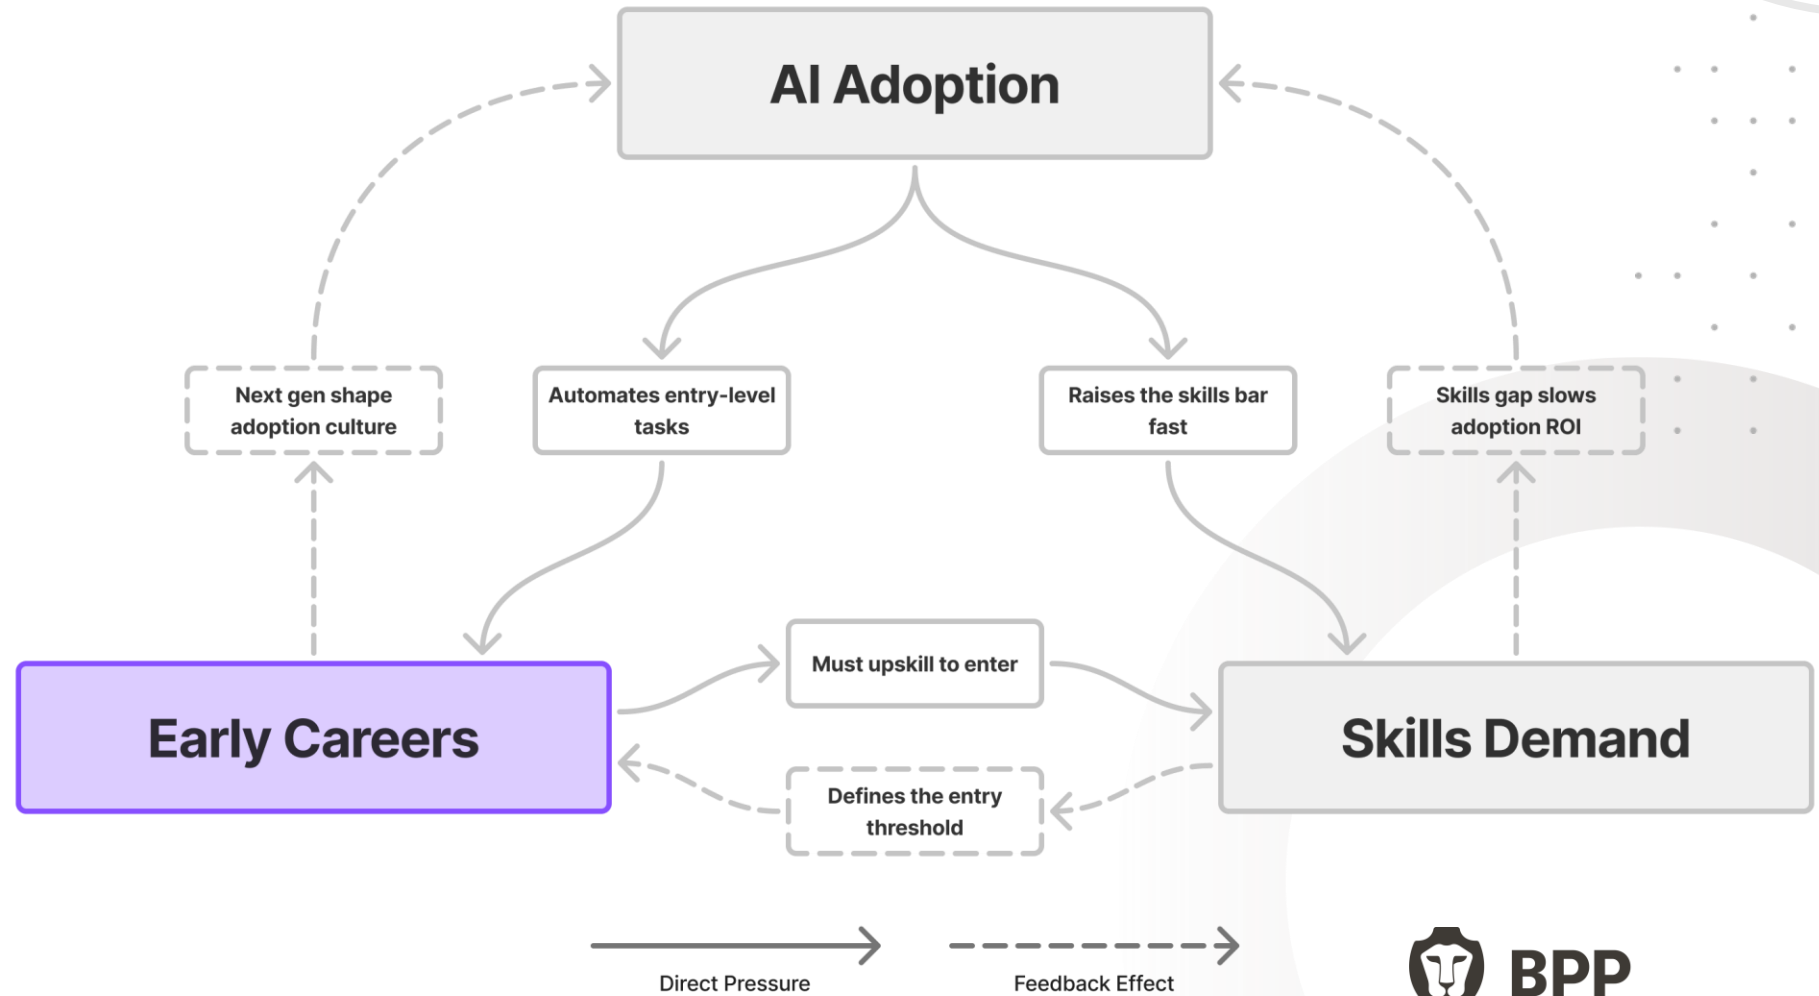 AI Adoption
Next gen shape
adoption culture
Automates entry-level
tasks
Raises the skills bar
fast
Skills gap slows
adoption ROI
Must upskill to enter
Early Careers
Skills Demand
Defines the entry
threshold
Direct Pressure
Feedback Effect
BPP